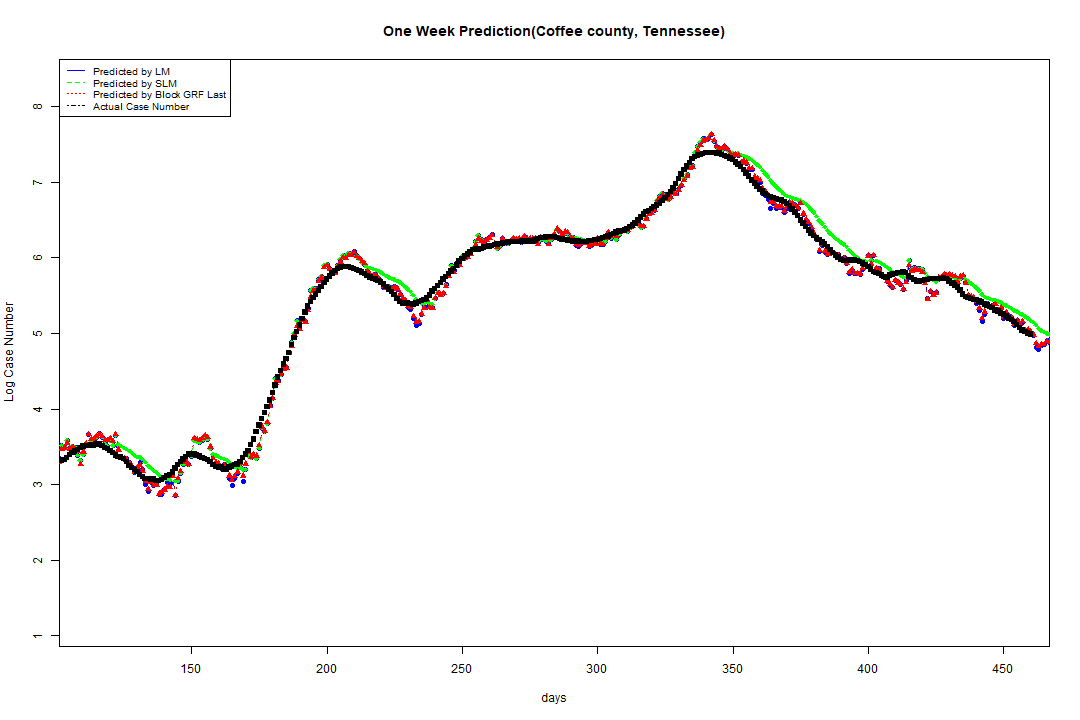 One Week Prediction(Coffee county, Tennessee)
Predicted by LM
Predicted by SLM
Predicted by Block GRF Last
Actual Case Number
8
7
6
5
4
3
2
1
Log Case Number
150 200 250 300 350 400 450
days